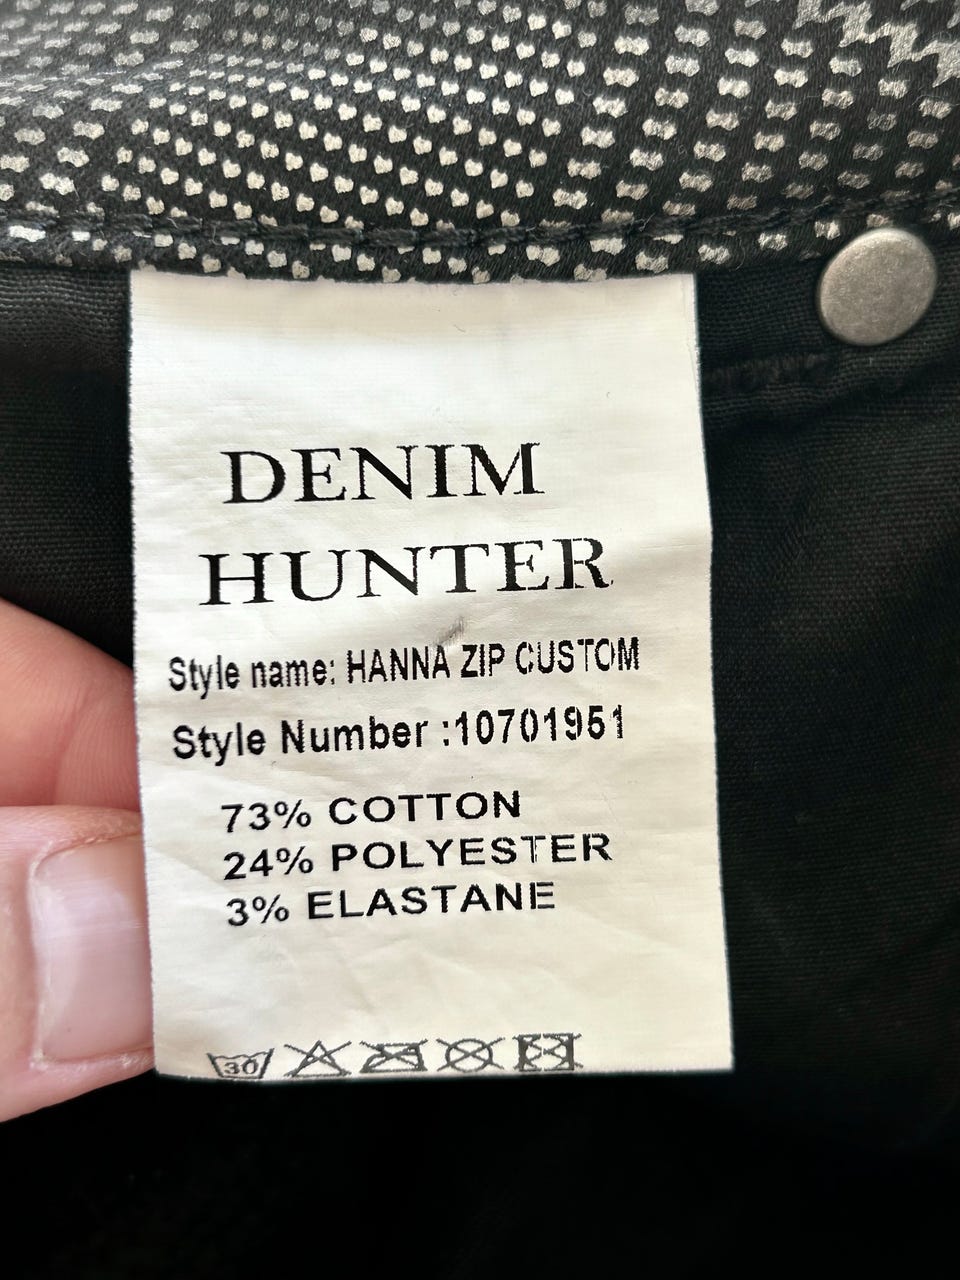 DENIM
HUNTER
Style name: HANNA ZIP CUSTOM
Style Number :10701951
73% COTTON
24% POLYESTER
3% ELASTANE
30